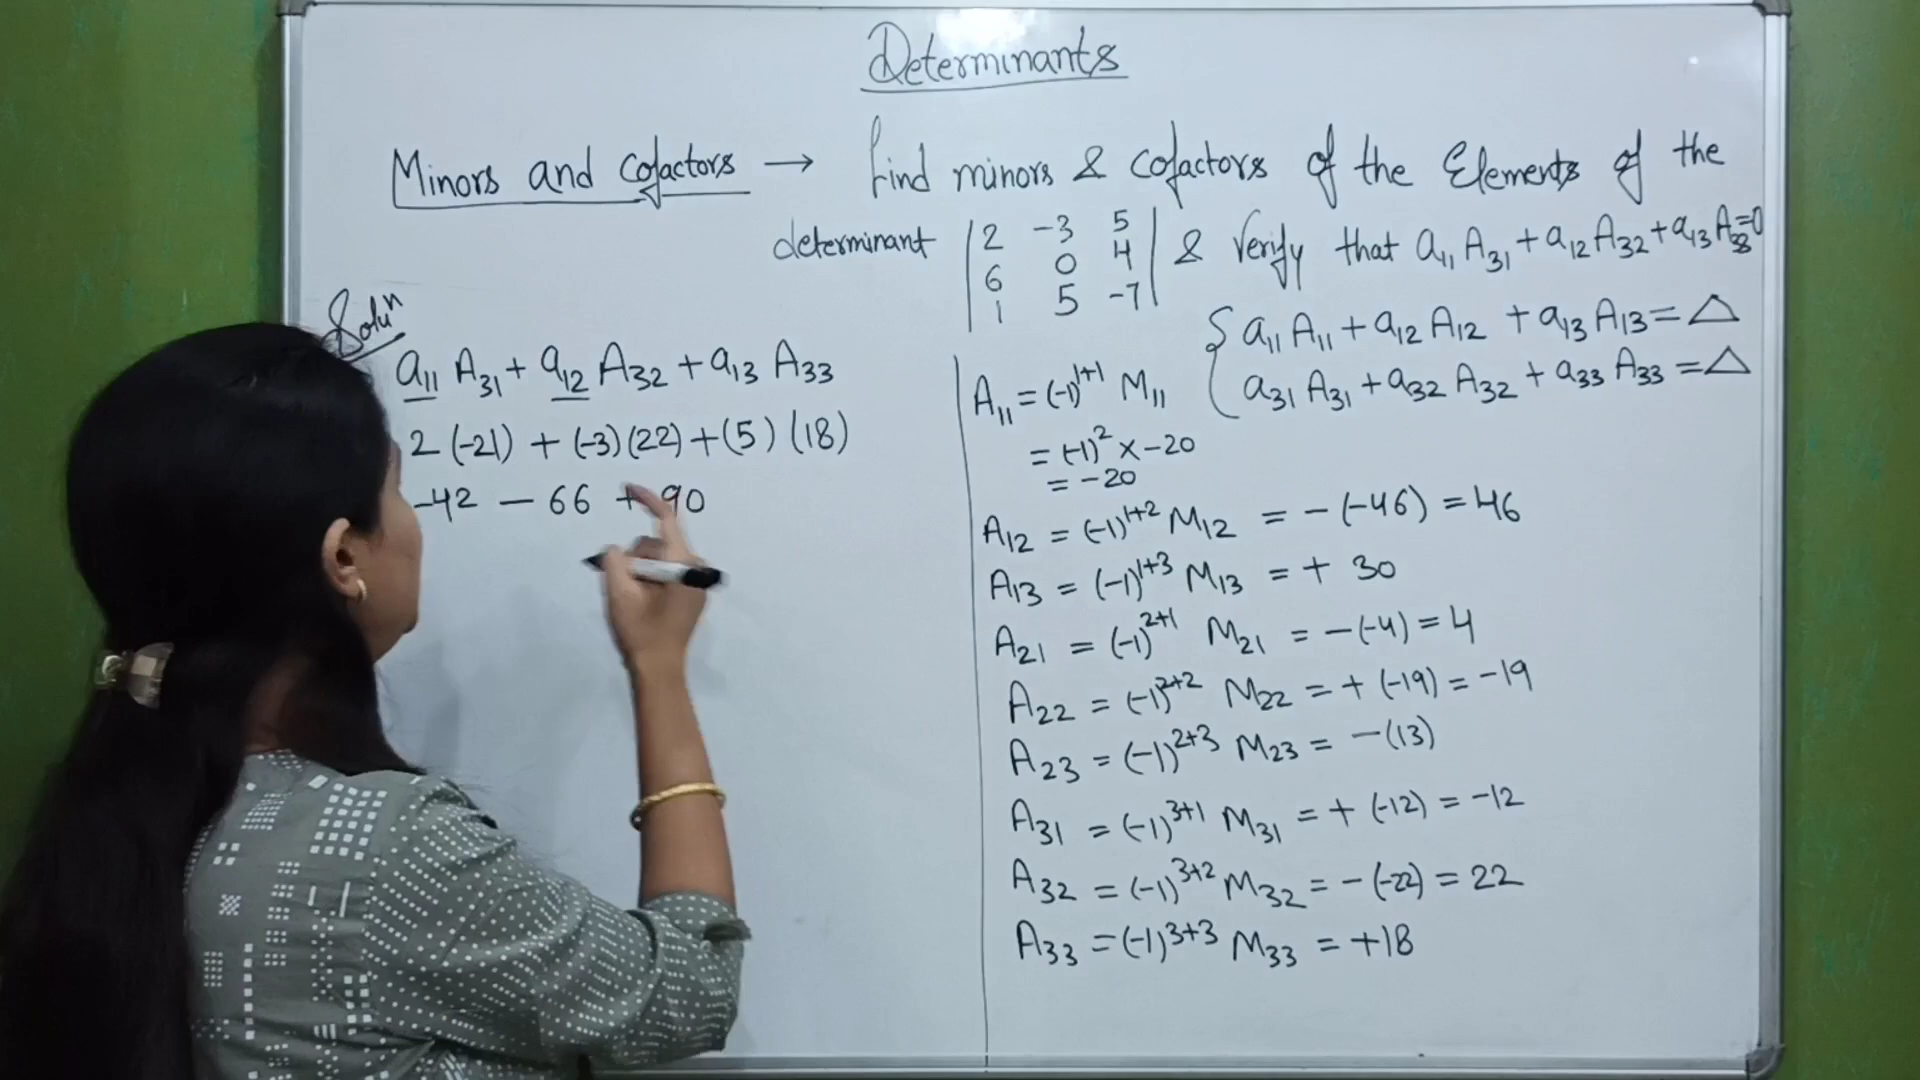 Determinants
Minors and Cofactors → find minors & Cofactors of the Elements of the
determinant | 2 -3 5 | & Verify that a₁₁ A₃₁ + a₁₂ A₃₂ + a₁₃ A₃₃ = 0
| 6 0 4 |
| 1 5 -7 |
Soluⁿ
a₁₁ A₃₁ + a₁₂ A₃₂ + a₁₃ A₃₃
2 (-21) + (-3)(22) + (5) (18)
-42 - 66 + 90
{ a₁₁ A₁₁ + a₁₂ A₁₂ + a₁₃ A₁₃ = △
a₃₁ A₃₁ + a₃₂ A₃₂ + a₃₃ A₃₃ = △
A₁₁ = (-1)¹⁺¹ M₁₁
= (-1)² × -20
= -20
A₁₂ = (-1)¹⁺² M₁₂ = - (-46) = 46
A₁₃ = (-1)¹⁺³ M₁₃ = + 30
A₂₁ = (-1)²⁺¹ M₂₁ = - (-4) = 4
A₂₂ = (-1)²⁺² M₂₂ = + (-19) = -19
A₂₃ = (-1)²⁺³ M₂₃ = - (13)
A₃₁ = (-1)³⁺¹ M₃₁ = + (-12) = -12
A₃₂ = (-1)³⁺² M₃₂ = - (-22) = 22
A₃₃ = (-1)³⁺³ M₃₃ = +18